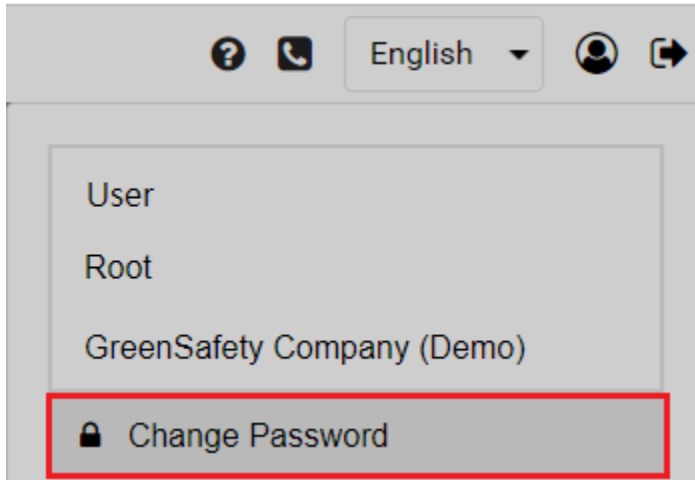 English
User
Root
GreenSafety Company (Demo)
Change Password